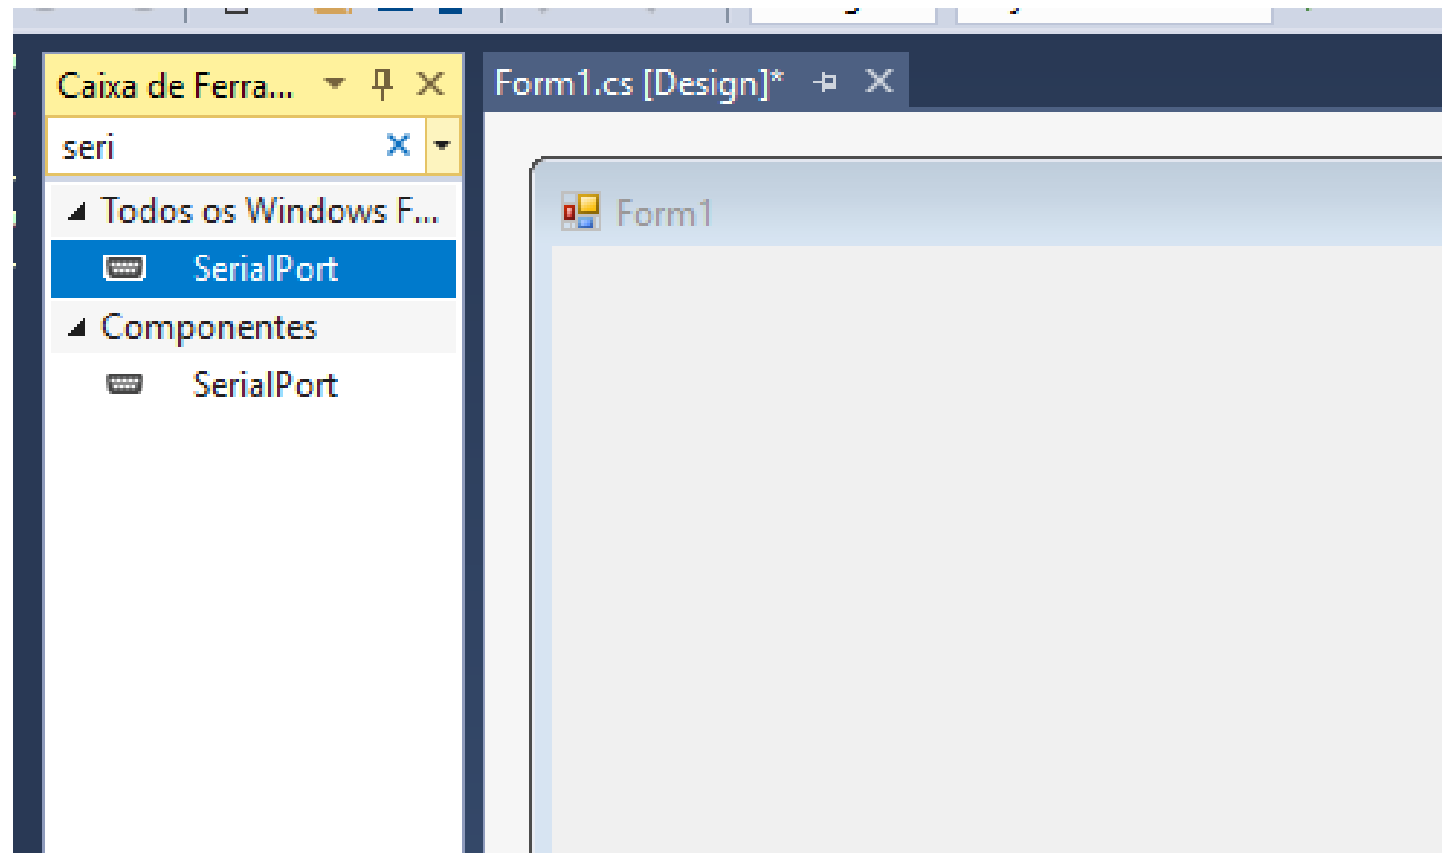 Caixa de Ferra...
Form1.cs [Design]*
seri
Todos os Windows F...
SerialPort
Componentes
SerialPort
Form1